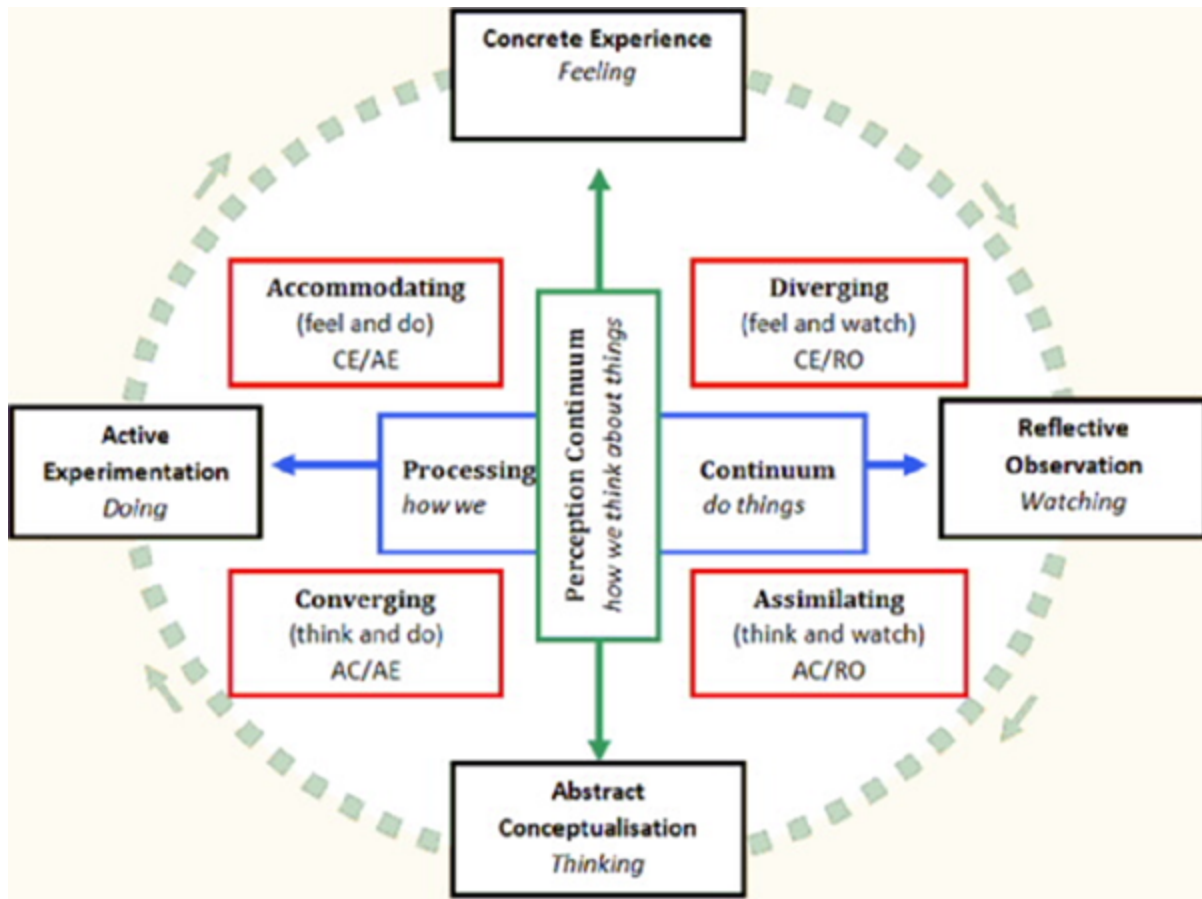 Concrete Experience
Feeling
Accommodating
(feel and do)
CE/AE
Diverging
(feel and watch)
CE/RO
Active
Experimentation
Doing
Processing
how we
Perception Continuum
how we think about things
Continuum
do things
Reflective
Observation
Watching
Converging
(think and do)
AC/AE
Assimilating
(think and watch)
AC/RO
Abstract
Conceptualisation
Thinking